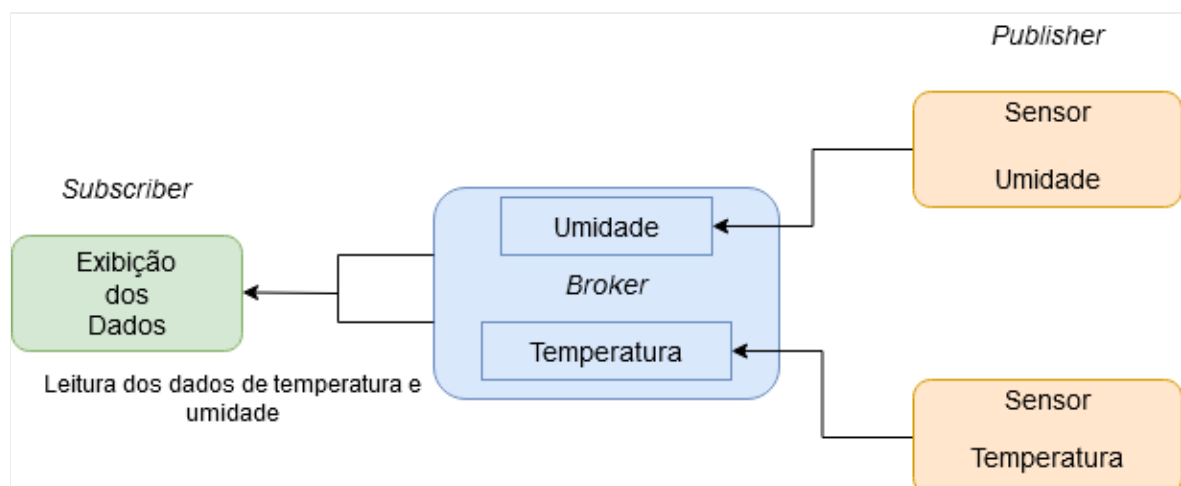 Publisher
Sensor
Umidade
Subscriber
Exibição
dos
Dados
Umidade
Broker
Temperatura
Leitura dos dados de temperatura e
umidade
Sensor
Temperatura